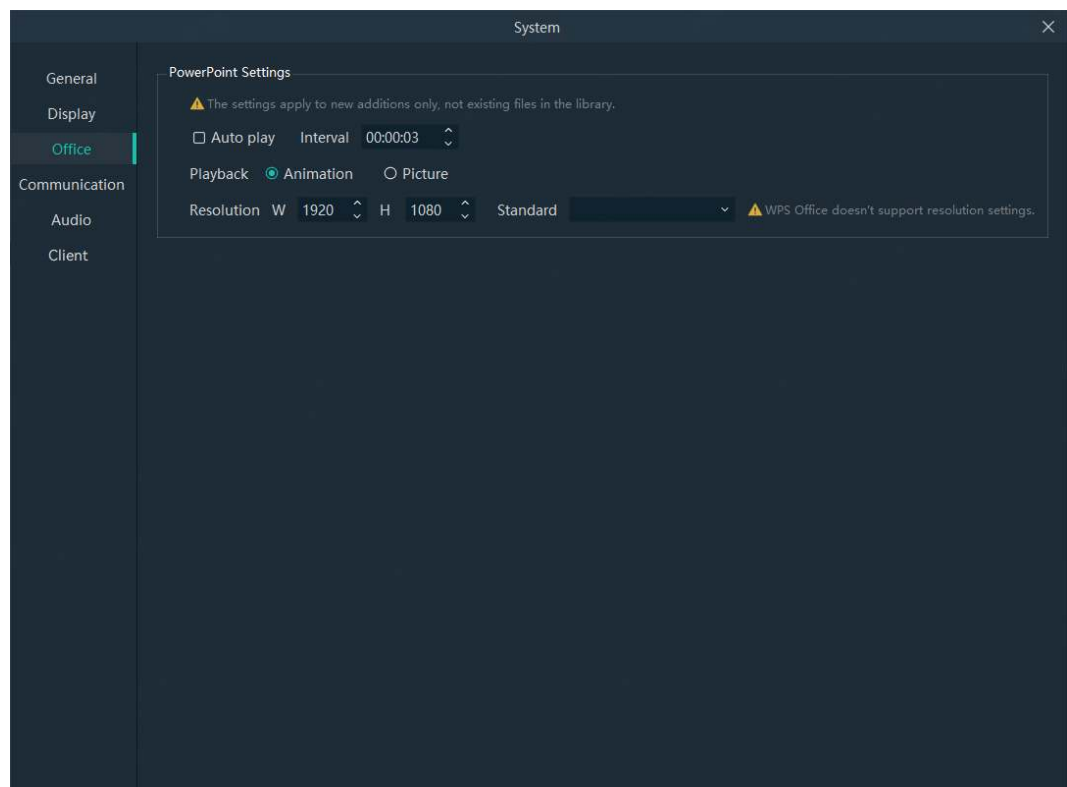 System
General
Display
Office
Communication
Audio
Client
PowerPoint Settings
The settings apply to new additions only, not existing files in the library.
Auto play Interval 00:00:03
Playback Animation Picture
Resolution W 1920 H 1080 Standard WPS Office doesn't support resolution settings.